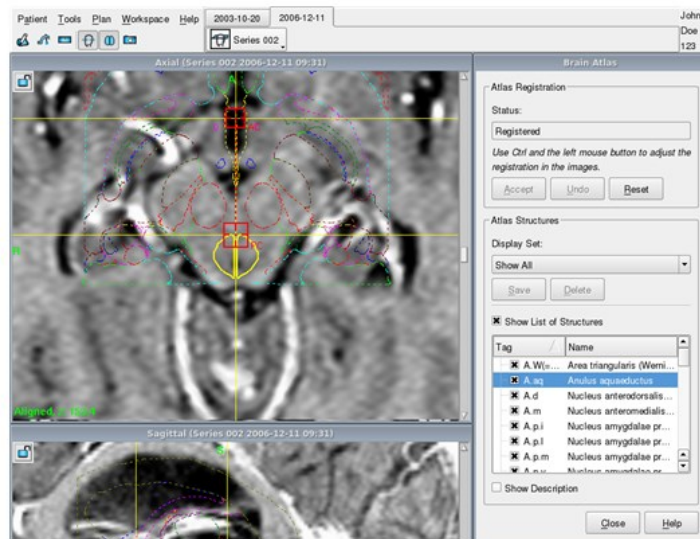 Patient Tools Plan Workspace Help
2003-10-20
2006-12-11
John
Doe
123
Series 002
Axial (Series 002 2006-12-11 09:31)
A
R
Sagittal (Series 002 2006-12-11 09:31)
S
Brain Atlas
Atlas Registration
Status:
Registered
Use Ctrl and the left mouse button to adjust the
registration in the images.
Accept Undo Reset
Atlas Structures
Display Set:
Show All
Save Delete
Show List of Structures
Tag Name
A.W(=... Area triangularis (Werni...
A.aq Anulus aquaeductus
A.d Nucleus anterodorsalis...
A.m Nucleus anteromedialis...
A.p.i Nucleus amygdalae pr...
A.p.l Nucleus amygdalae pr...
A.p.m Nucleus amygdalae pr...
Nucleus amygdalae pr...
Show Description
Close Help